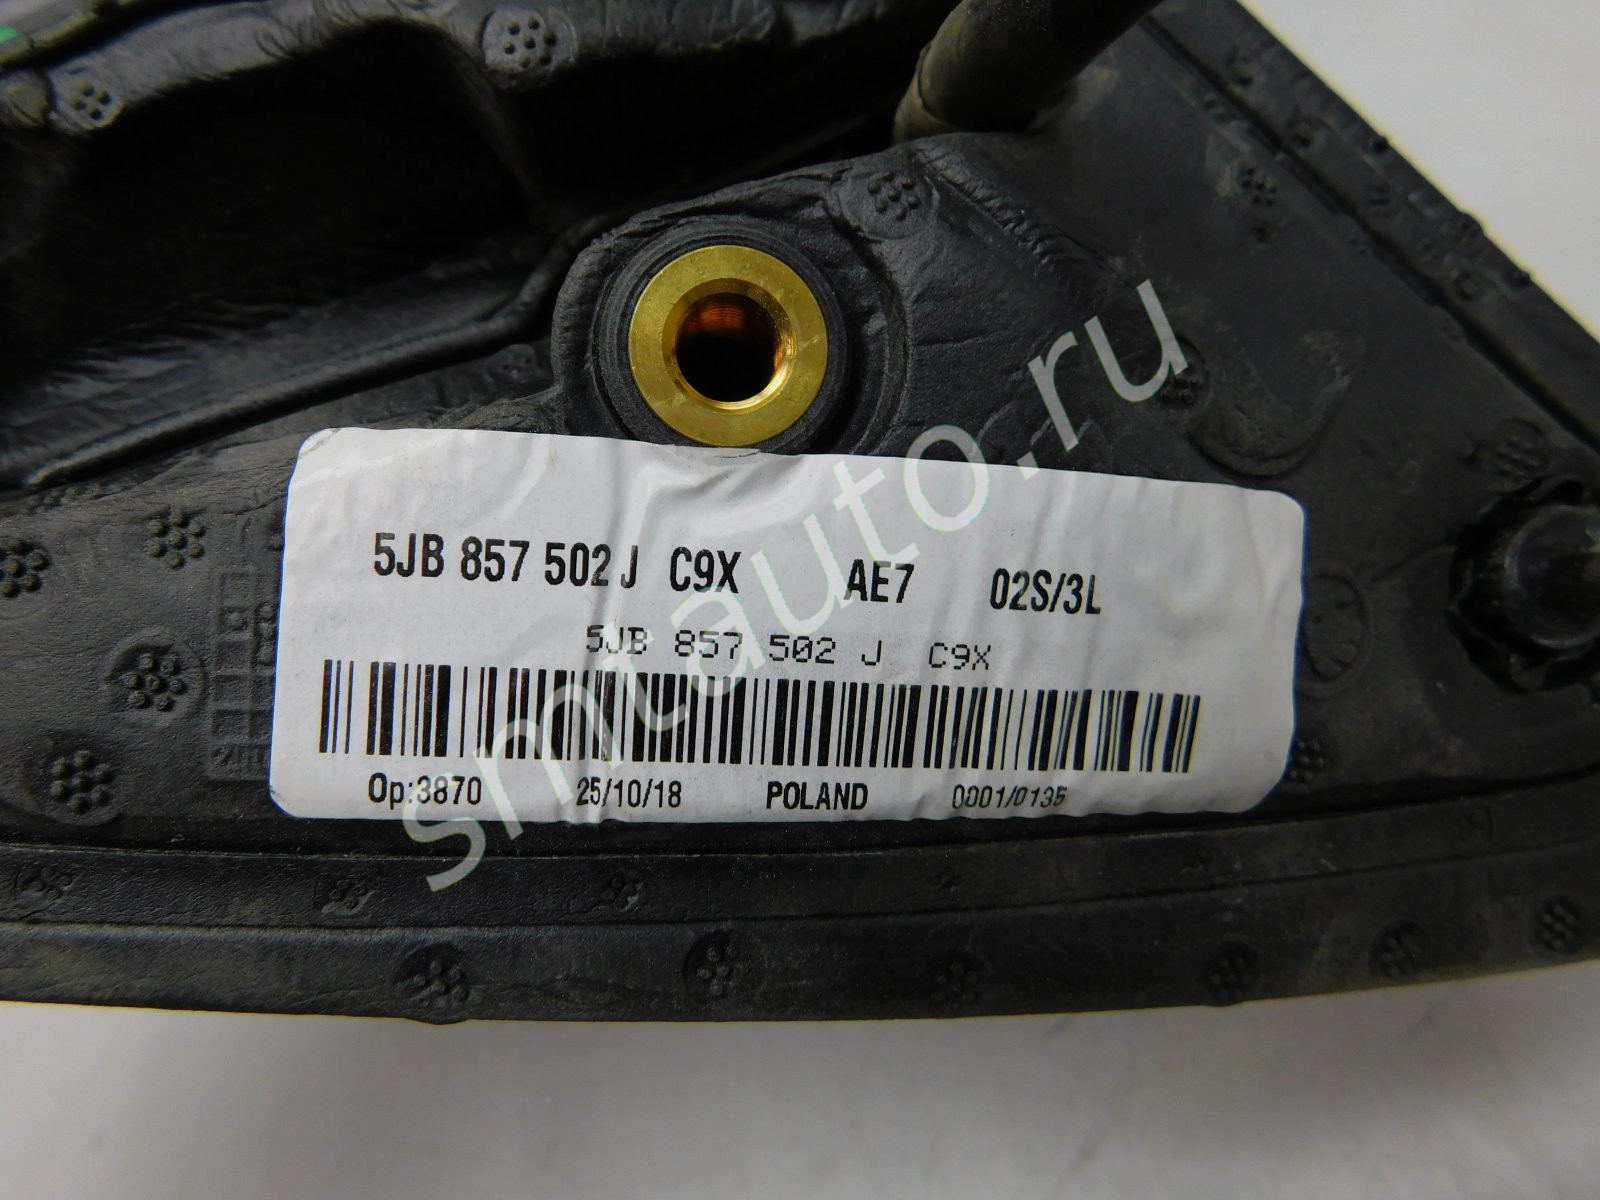 5JB 857 502 J C9X AE7 02S/3L
5JB 857 502 J C9X
Op:3870 25/10/18 POLAND 0001/0135
smtauto.ru